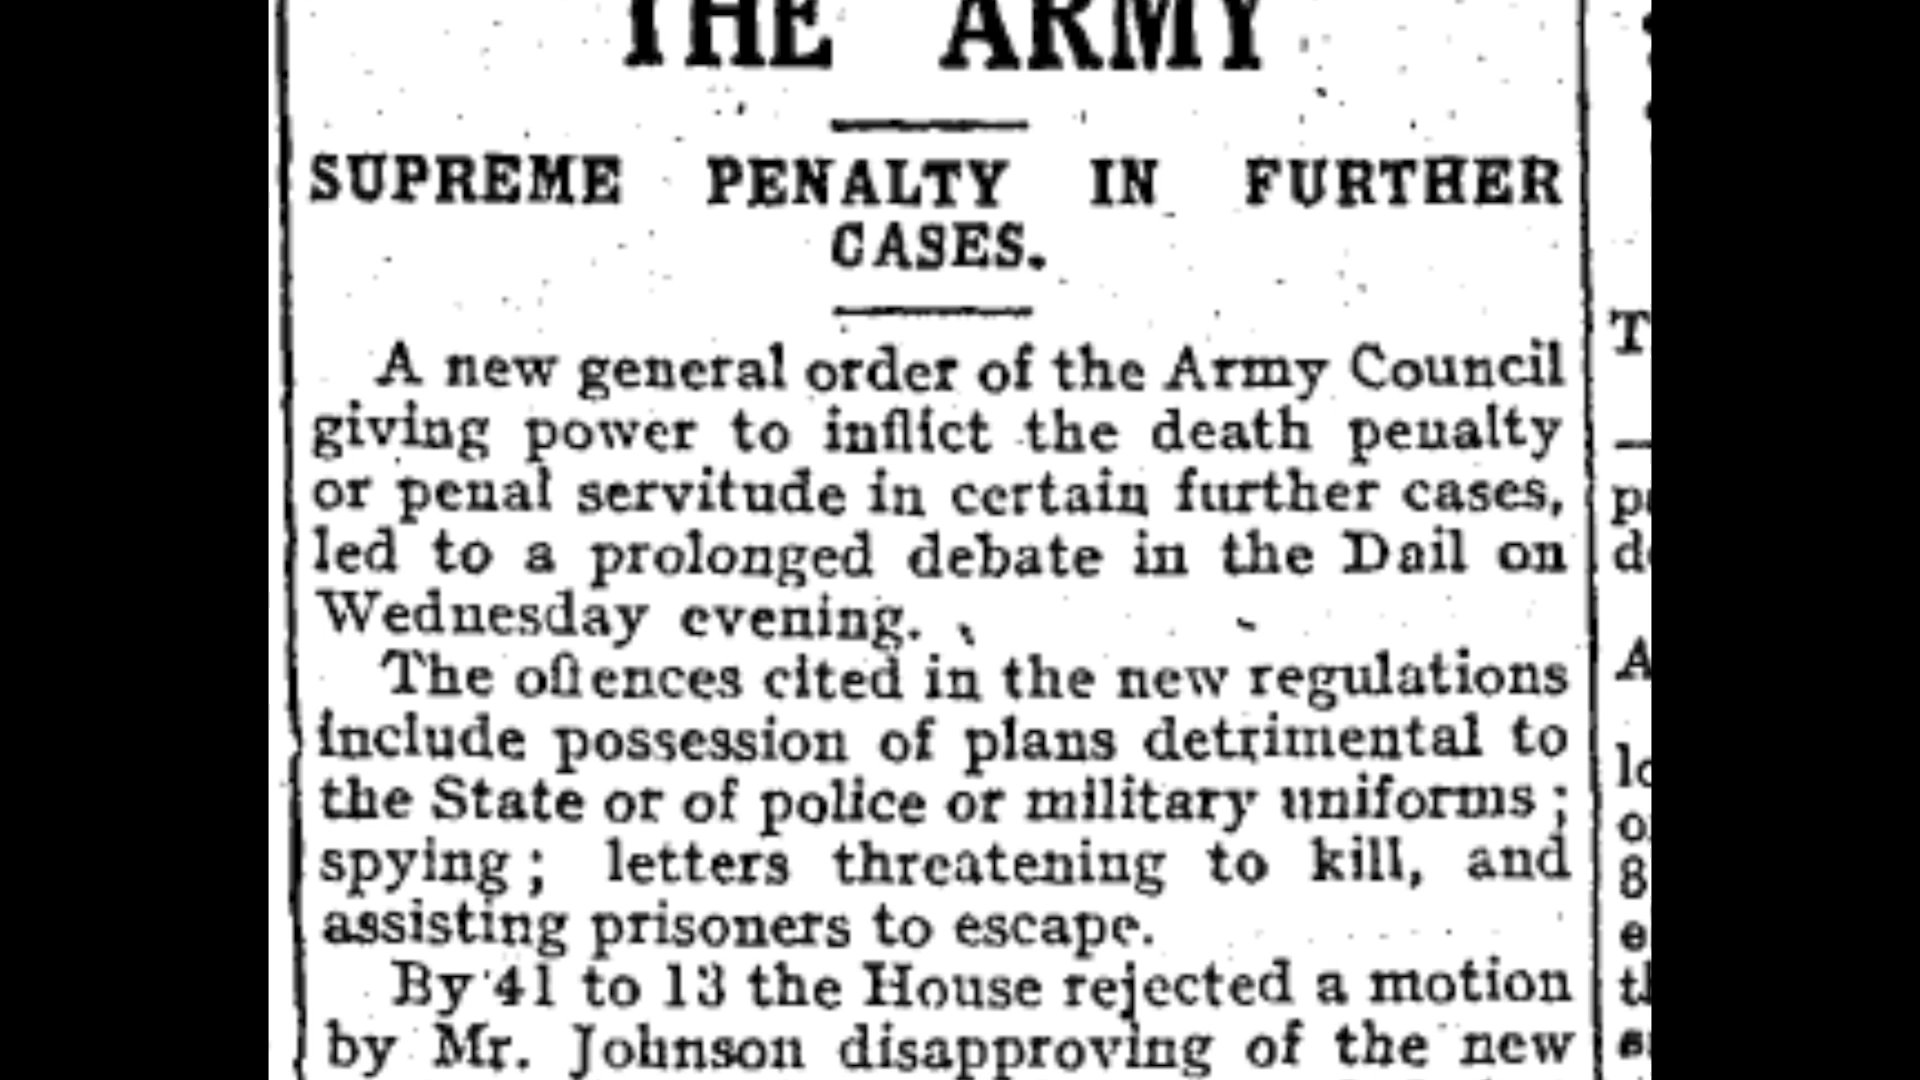 THE ARMY
SUPREME PENALTY IN FURTHER
CASES.
A new general order of the Army Council
giving power to inflict the death penalty
or penal servitude in certain further cases,
led to a prolonged debate in the Dail on
Wednesday evening.
The offences cited in the new regulations
include possession of plans detrimental to
the State or of police or military uniforms;
spying; letters threatening to kill, and
assisting prisoners to escape.
By 41 to 13 the House rejected a motion
by Mr. Johnson disapproving of the new